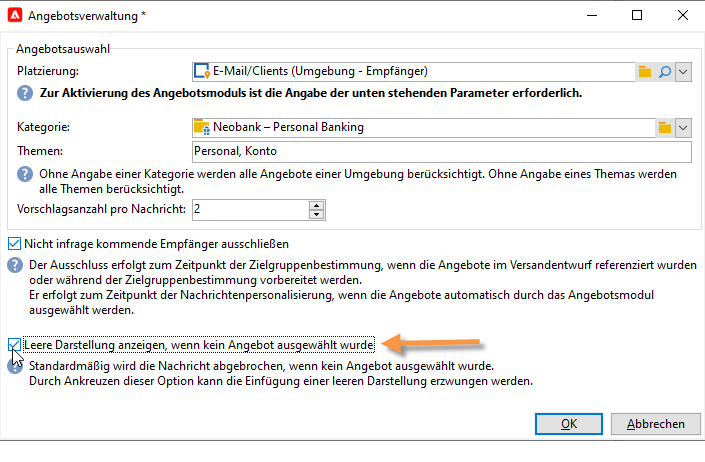 Angebotsverwaltung *
Angebotsauswahl
Platzierung:
E-Mail/Clients (Umgebung - Empfänger)
Zur Aktivierung des Angebotsmoduls ist die Angabe der unten stehenden Parameter erforderlich.
Kategorie:
Neobank – Personal Banking
Themen:
Personal, Konto
Ohne Angabe einer Kategorie werden alle Angebote einer Umgebung berücksichtigt. Ohne Angabe eines Themas werden
alle Themen berücksichtigt.
Vorschlagsanzahl pro Nachricht:
2
Nicht infrage kommende Empfänger ausschließen
Der Ausschluss erfolgt zum Zeitpunkt der Zielgruppenbestimmung, wenn die Angebote im Versandentwurf referenziert wurden
oder während der Zielgruppenbestimmung vorbereitet werden.
Er erfolgt zum Zeitpunkt der Nachrichtenpersonalisierung, wenn die Angebote automatisch durch das Angebotsmodul
ausgewählt werden.
Leere Darstellung anzeigen, wenn kein Angebot ausgewählt wurde
Standardmäßig wird die Nachricht abgebrochen, wenn kein Angebot ausgewählt wurde.
Durch Ankreuzen dieser Option kann die Einfügung einer leeren Darstellung erzwungen werden.
OK
Abbrechen